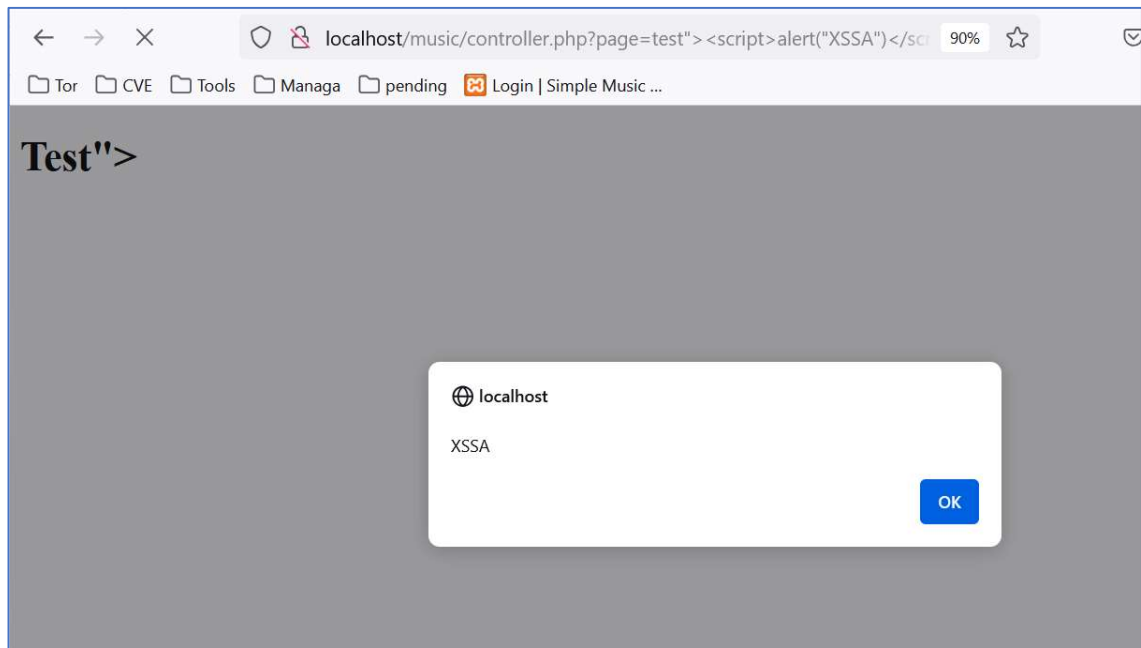 localhost/music/controller.php?page=test"><script>alert("XSSA")</scr 90%
Tor CVE Tools Managa pending Login | Simple Music ...
Test">
localhost
XSSA
OK